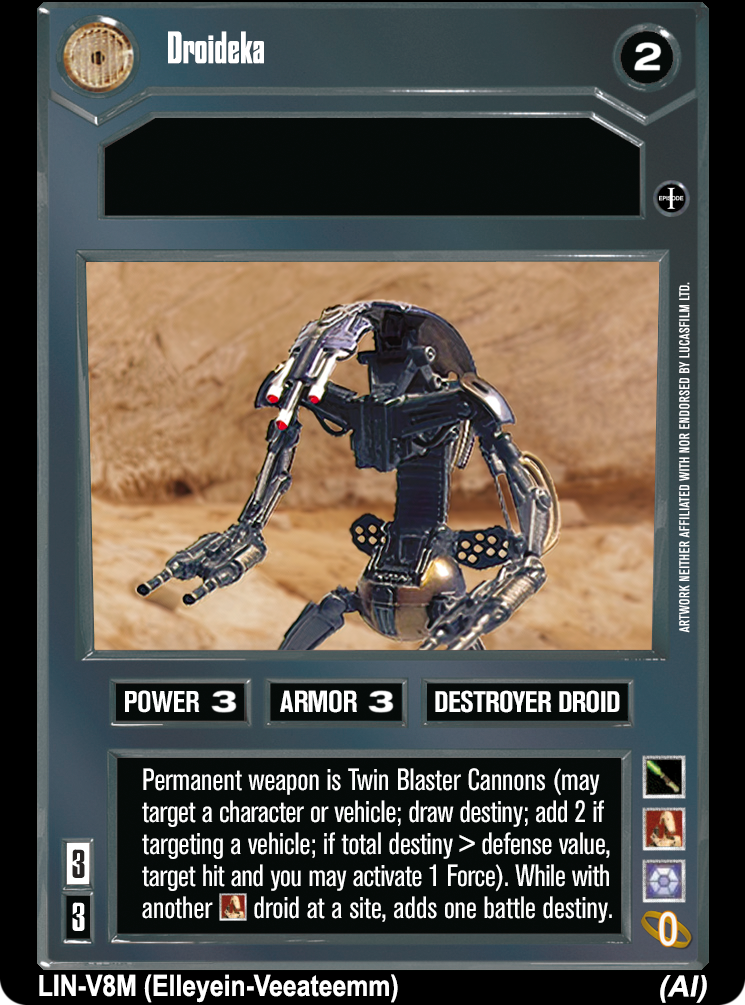 Droideka
2
EPISODE I
ARTWORK NEITHER AFFILIATED WITH NOR ENDORSED BY LUCASFILM LTD.
POWER 3
ARMOR 3
DESTROYER DROID
Permanent weapon is Twin Blaster Cannons (may
target a character or vehicle; draw destiny; add 2 if
targeting a vehicle; if total destiny > defense value,
target hit and you may activate 1 Force). While with
another droid at a site, adds one battle destiny.
3
3
0
LIN-V8M (Elleyein-Veeateemm)
(AI)